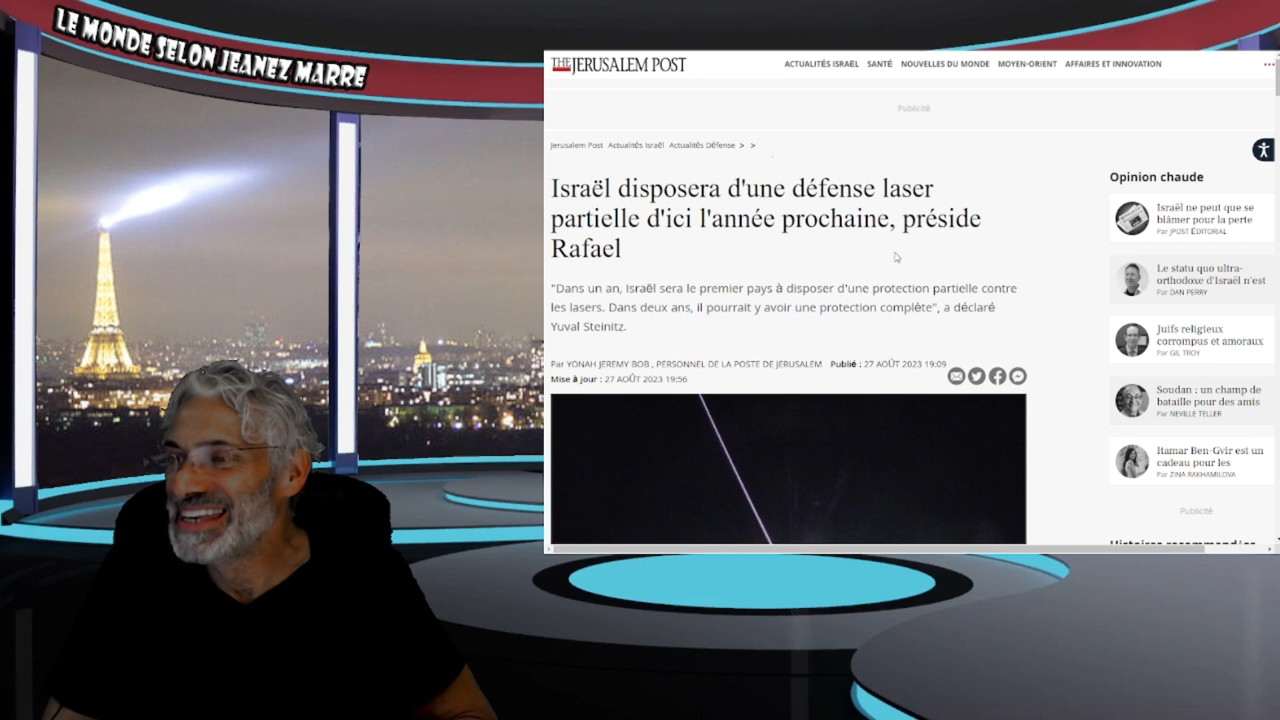 LE MONDE SELON JEANEZ MARRE
THE JERUSALEM POST
ACTUALITÉS ISRAËL SANTÉ NOUVELLES DU MONDE MOYEN-ORIENT AFFAIRES ET INNOVATION
Publicité
Jerusalem Post Actualités Israël Actualités Défense > >
Israël disposera d'une défense laser
partielle d'ici l'année prochaine, préside
Rafael
"Dans un an, Israël sera le premier pays à disposer d'une protection partielle contre
les lasers. Dans deux ans, il pourrait y avoir une protection complète", a déclaré
Yuval Steinitz.
Par YONAH JEREMY BOB , PERSONNEL DE LA POSTE DE JERUSALEM Publié : 27 AOÛT 2023 19:09
Mise à jour : 27 AOÛT 2023 19:56
Opinion chaude
Israël ne peut que se
blâmer pour la perte
Par JPOST ÉDITORIAL
Le statu quo ultra-
orthodoxe d'Israël n'est
Par DAN PERRY
Juifs religieux
corrompus et amoraux
Par GIL TROY
Soudan : un champ de
bataille pour des amis
Par NEVILLE TELLER
Itamar Ben-Gvir est un
cadeau pour les
Par ZINA RAKHAMILOVA
Publicité
Histoires recommandées